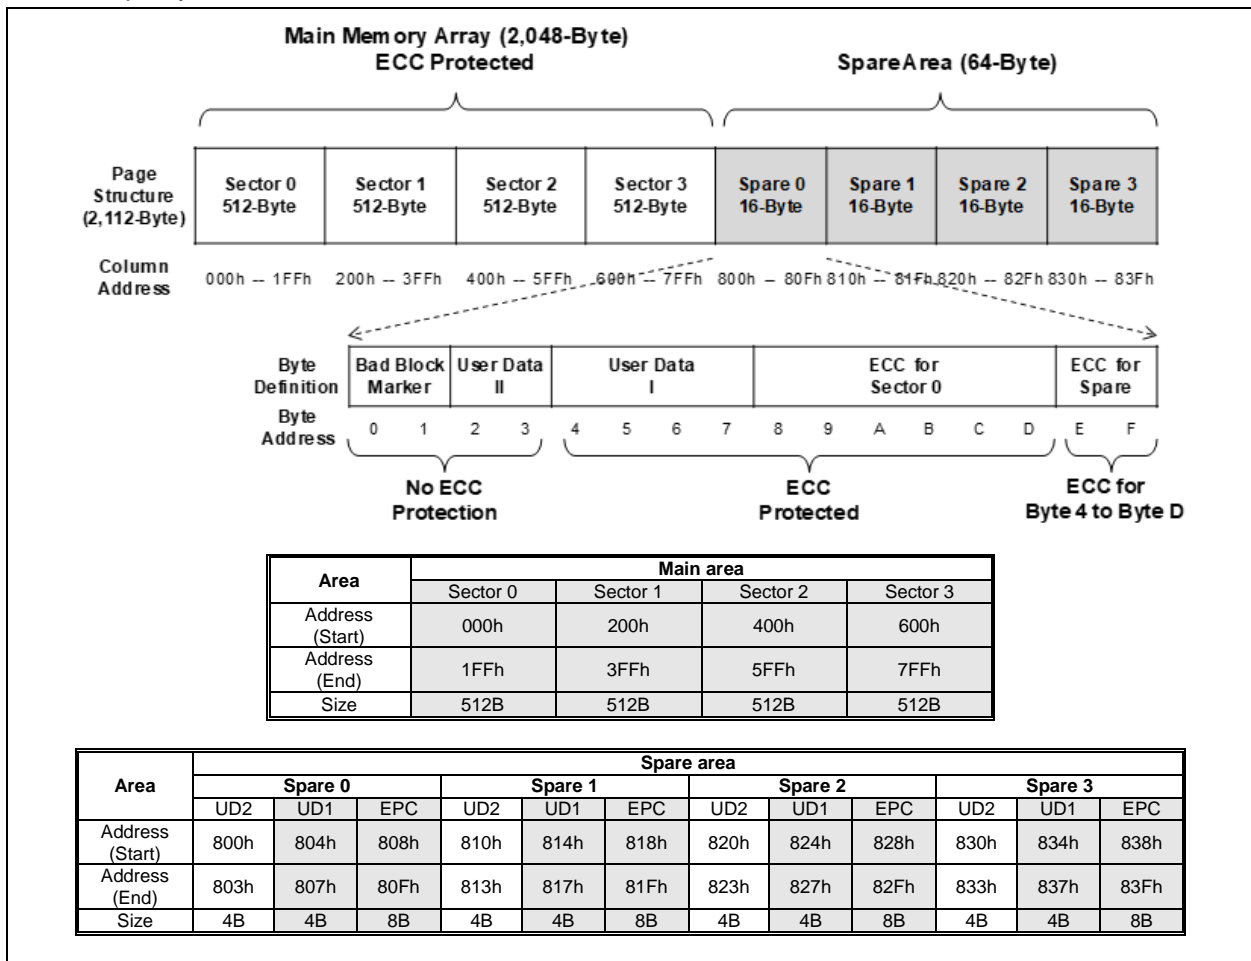 Main Memory Array (2,048-Byte)
ECC Protected
Spare Area (64-Byte)
Page
Structure
(2,112-Byte)
Sector 0
512-Byte
Sector 1
512-Byte
Sector 2
512-Byte
Sector 3
512-Byte
Spare 0
16-Byte
Spare 1
16-Byte
Spare 2
16-Byte
Spare 3
16-Byte
Column
Address
000h -- 1FFh 200h -- 3FFh 400h -- 5FFh 600h -- 7FFh 800h -- 80Fh 810h -- 81Fh 820h -- 82Fh 830h -- 83Fh
Byte
Definition
Bad Block
Marker
User Data
II
User Data
I
ECC for
Sector 0
ECC for
Spare
Byte
Address
0 1 2 3 4 5 6 7 8 9 A B C D E F
No ECC
Protection
ECC
Protected
ECC for
Byte 4 to Byte D
Area Main area
Sector 0 Sector 1 Sector 2 Sector 3
Address
(Start)
000h 200h 400h 600h
Address
(End)
1FFh 3FFh 5FFh 7FFh
Size 512B 512B 512B 512B
Area Spare area
Spare 0 Spare 1 Spare 2 Spare 3
UD2 UD1 EPC UD2 UD1 EPC UD2 UD1 EPC UD2 UD1 EPC
Address
(Start)
800h 804h 808h 810h 814h 818h 820h 824h 828h 830h 834h 838h
Address
(End)
803h 807h 80Fh 813h 817h 81Fh 823h 827h 82Fh 833h 837h 83Fh
Size 4B 4B 8B 4B 4B 8B 4B 4B 8B 4B 4B 8B